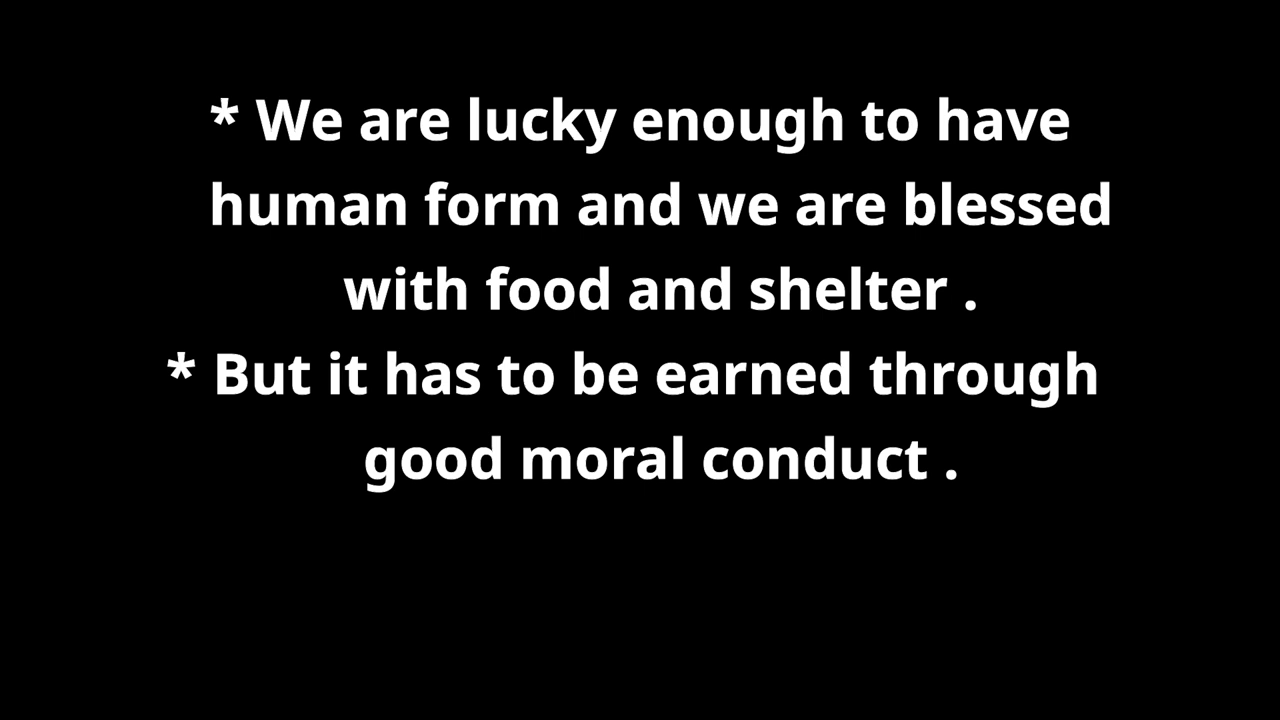 * We are lucky enough to have
human form and we are blessed
with food and shelter .
* But it has to be earned through
good moral conduct .